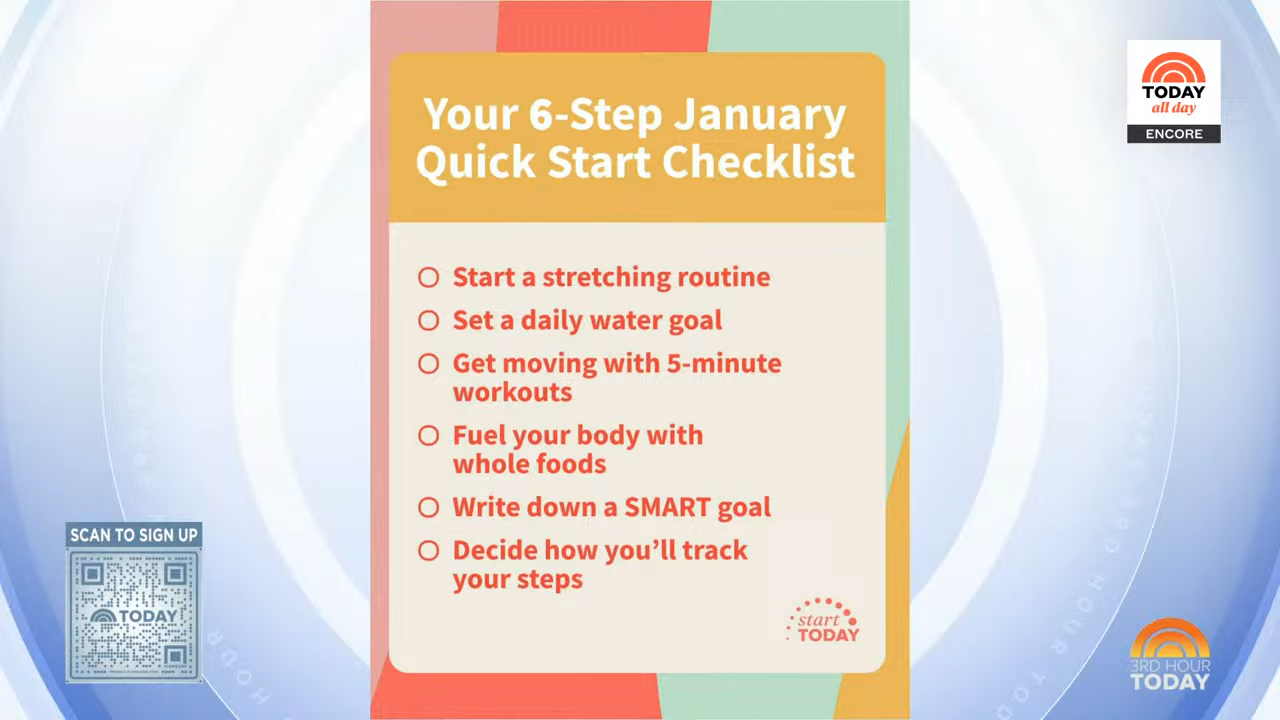 Your 6-Step January
Quick Start Checklist
Start a stretching routine
Set a daily water goal
Get moving with 5-minute
workouts
Fuel your body with
whole foods
Write down a SMART goal
Decide how you’ll track
your steps
start
TODAY
TODAY
all day
ENCORE
SCAN TO SIGN UP
TODAY
3RD HOUR
TODAY